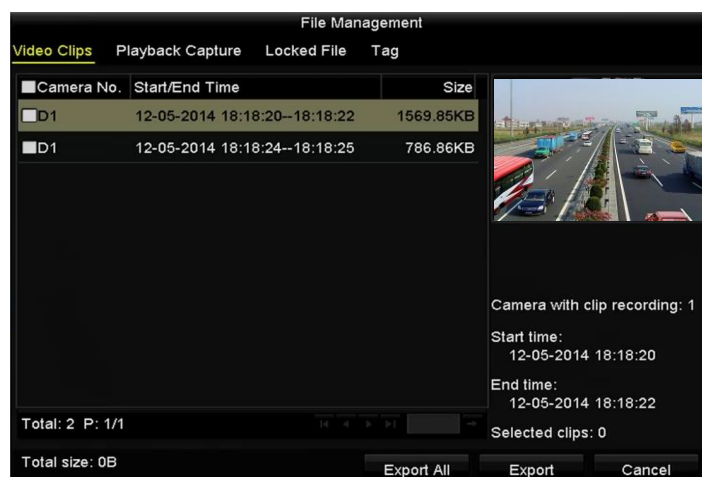 File Management
Video Clips Playback Capture Locked File Tag
Camera No. Start/End Time Size
D1 12-05-2014 18:18:20--18:18:22 1569.85KB
D1 12-05-2014 18:18:24--18:18:25 786.86KB
Camera with clip recording: 1
Start time:
12-05-2014 18:18:20
End time:
12-05-2014 18:18:22
Selected clips: 0
Total: 2 P: 1/1
Total size: 0B
Export All Export Cancel